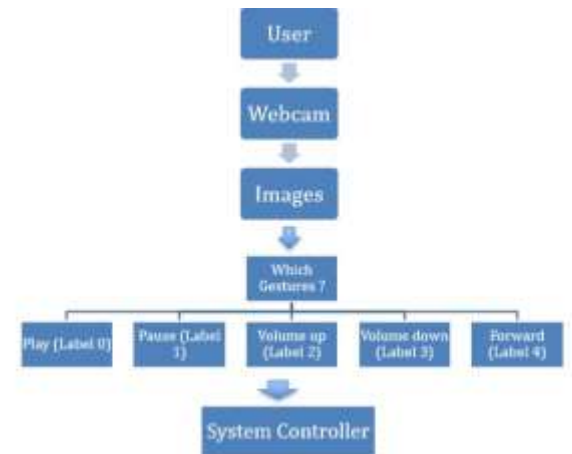 User
Webcam
Images
Which
Gestures ?
Play (Label 0)
Pause (Label
1)
Volume up
(Label 2)
Volume down
(Label 3)
Forward
(Label 4)
System Controller